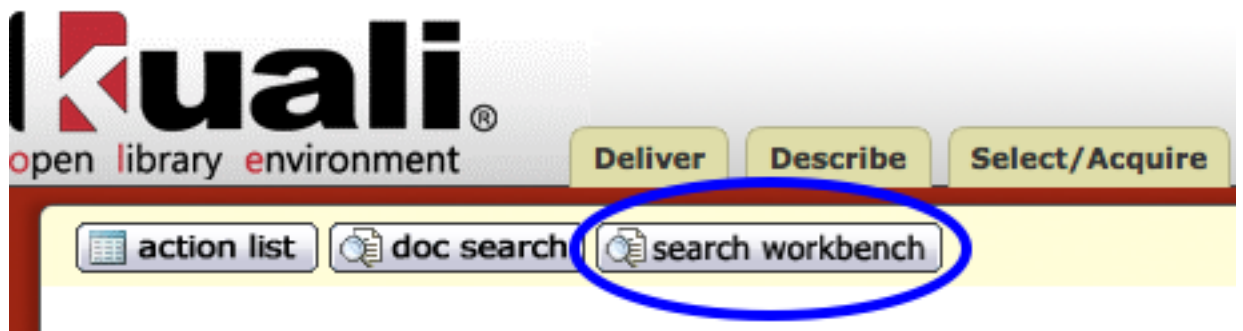 kuali®
open library environment
Deliver Describe Select/Acquire
action list doc search search workbench